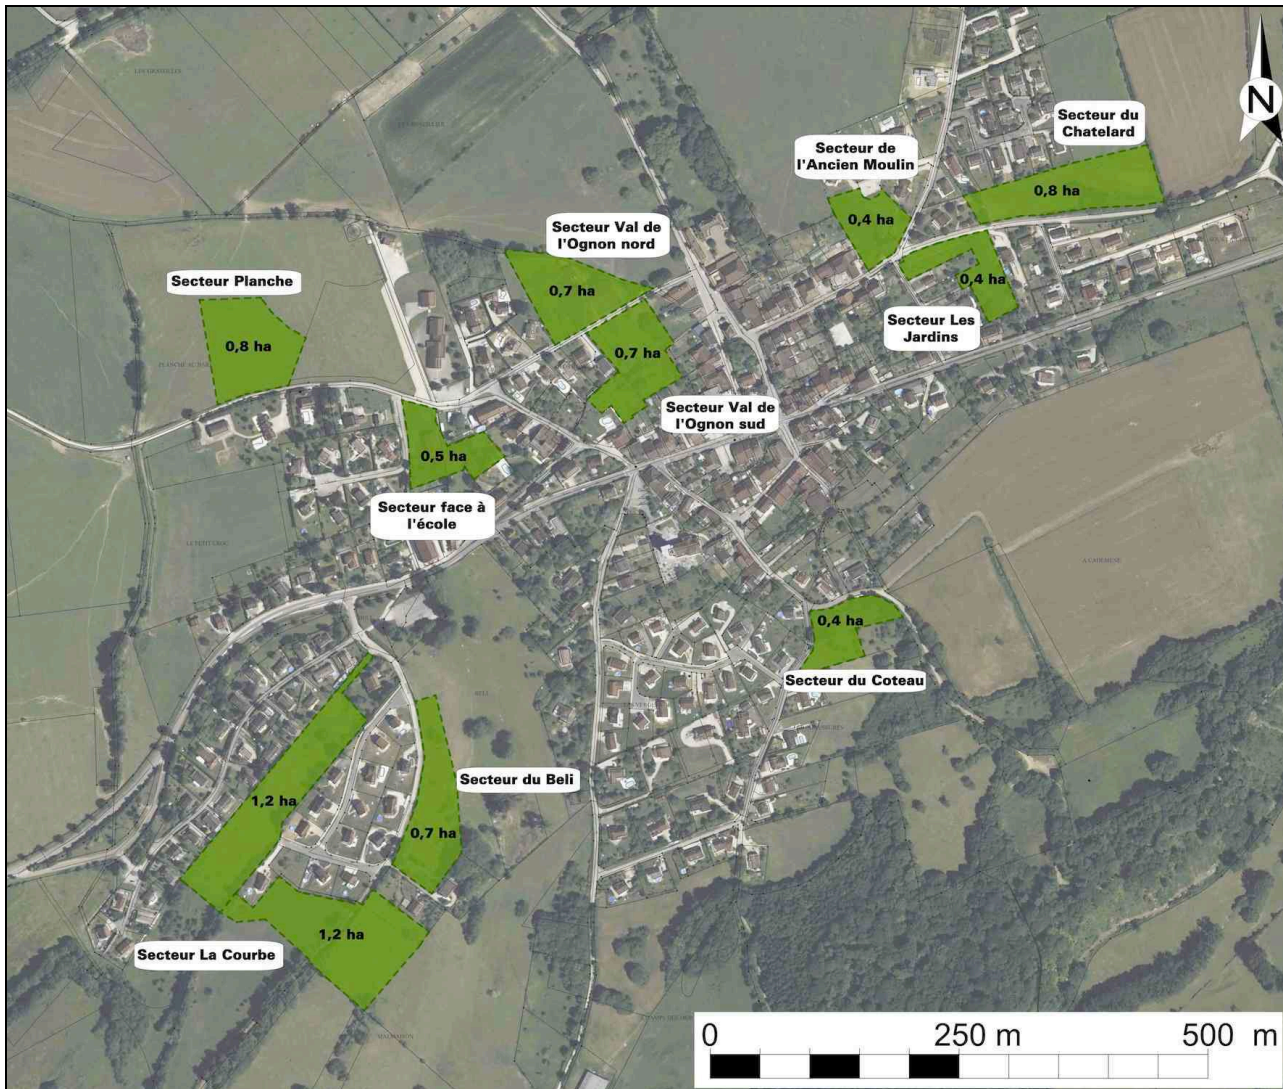 Secteur du
Chatelard
0,8 ha
Secteur de
l'Ancien Moulin
0,4 ha
N
Secteur Val de
l'Ognon nord
0,7 ha
Secteur Planche
0,8 ha
0,4 ha
Secteur Les
Jardins
0,7 ha
Secteur Val de
l'Ognon sud
0,5 ha
Secteur face à
l'école
0,4 ha
Secteur du Coteau
Secteur du Beli
0,7 ha
1,2 ha
1,2 ha
Secteur La Courbe
0 250 m 500 m